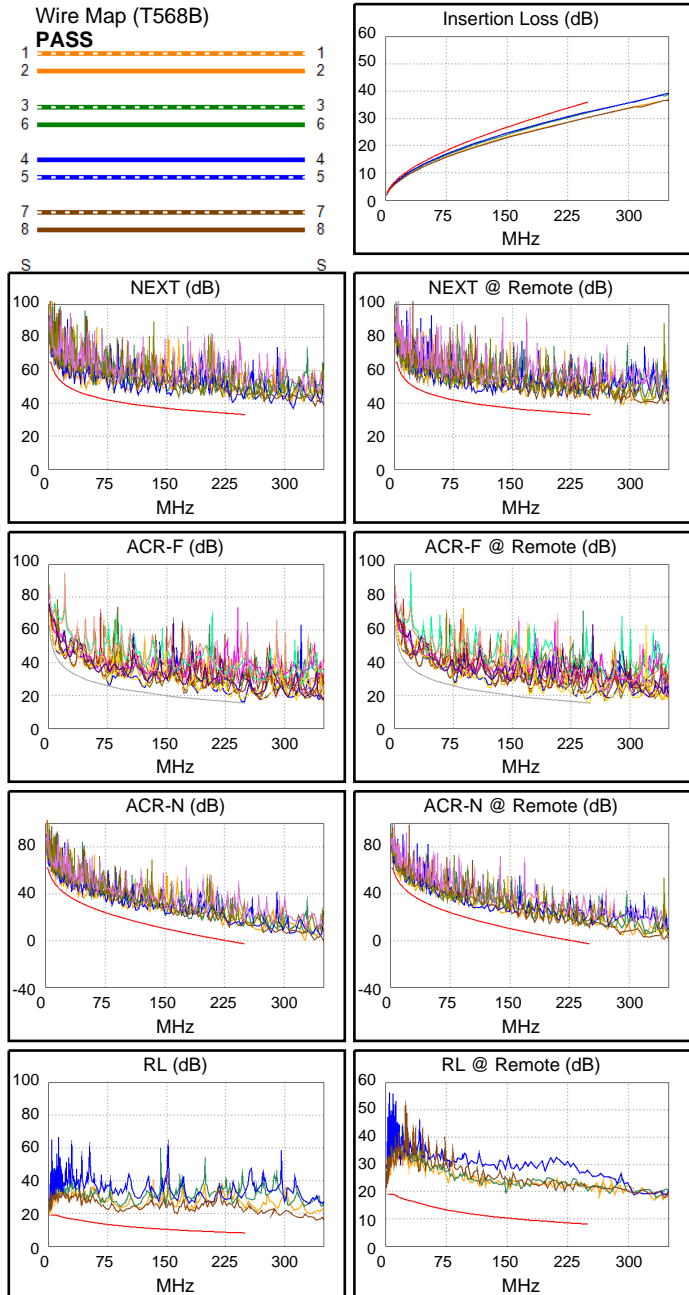 Wire Map (T568B)
PASS
1 1
2 2
3 3
6 6
4 4
5 5
7 7
8 8
S S
Insertion Loss (dB)
60
50
40
30
20
10
0
0 75 150 225 300
MHz
NEXT (dB)
100
80
60
40
20
0
0 75 150 225 300
MHz
NEXT @ Remote (dB)
100
80
60
40
20
0
0 75 150 225 300
MHz
ACR-F (dB)
100
80
60
40
20
0
0 75 150 225 300
MHz
ACR-F @ Remote (dB)
100
80
60
40
20
0
0 75 150 225 300
MHz
ACR-N (dB)
80
40
0
-40
0 75 150 225 300
MHz
ACR-N @ Remote (dB)
80
40
0
-40
0 75 150 225 300
MHz
RL (dB)
100
80
60
40
20
0
0 75 150 225 300
MHz
RL @ Remote (dB)
60
50
40
30
20
10
0
0 75 150 225 300
MHz